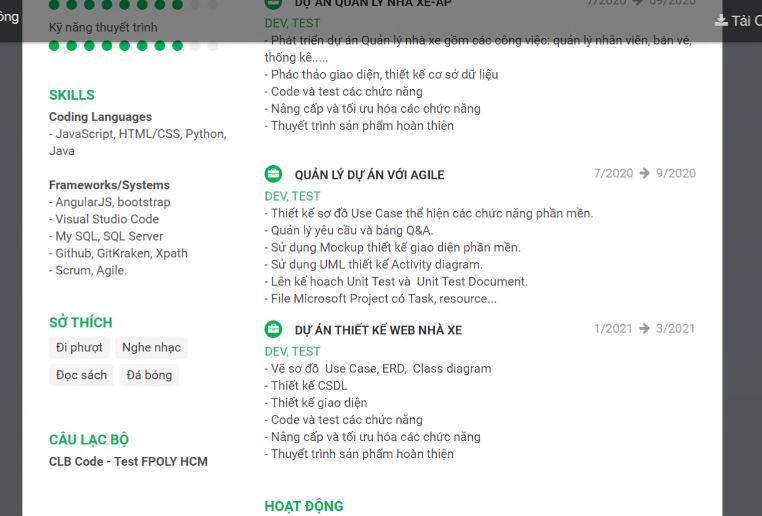 ông
Tải C
Kỹ năng thuyết trình
SKILLS
Coding Languages
- JavaScript, HTML/CSS, Python,
Java
Frameworks/Systems
- AngularJS, bootstrap
- Visual Studio Code
- My SQL, SQL Server
- Github, GitKraken, Xpath
- Scrum, Agile.
SỞ THÍCH
Đi phượt
Nghe nhạc
Đọc sách
Đá bóng
CÂU LẠC BỘ
CLB Code - Test FPOLY HCM
DỰ ÁN QUẢN LÝ NHÀ XE-AP
7/2020 → 09/2020
DEV, TEST
- Phát triển dự án Quản lý nhà xe gồm các công việc: quản lý nhân viên, bán vé,
thống kê.....
- Phác thảo giao diện, thiết kế cơ sở dữ liệu
- Code và test các chức năng
- Nâng cấp và tối ưu hóa các chức năng
- Thuyết trình sản phẩm hoàn thiện
QUẢN LÝ DỰ ÁN VỚI AGILE
7/2020 → 9/2020
DEV, TEST
- Thiết kế sơ đồ Use Case thể hiện các chức năng phần mền.
- Quản lý yêu cầu và bảng Q&A.
- Sử dụng Mockup thiết kế giao diện phần mền.
- Sử dụng UML thiết kế Activity diagram.
- Lên kế hoạch Unit Test và Unit Test Document.
- File Microsoft Project có Task, resource...
DỰ ÁN THIẾT KẾ WEB NHÀ XE
1/2021 → 3/2021
DEV, TEST
- Vẽ sơ đồ Use Case, ERD, Class diagram
- Thiết kế CSDL
- Thiết kế giao diện
- Code và test các chức năng
- Nâng cấp và tối ưu hóa các chức năng
- Thuyết trình sản phẩm hoàn thiện
HOẠT ĐỘNG